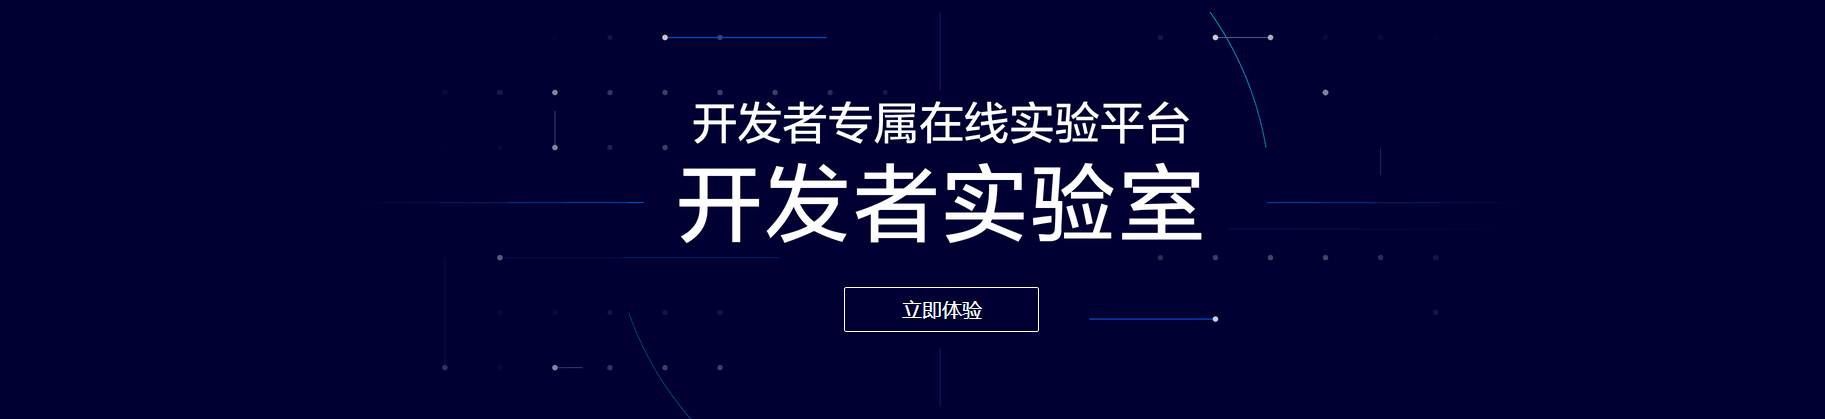 开发者专属在线实验平台
开发者实验室
立即体验